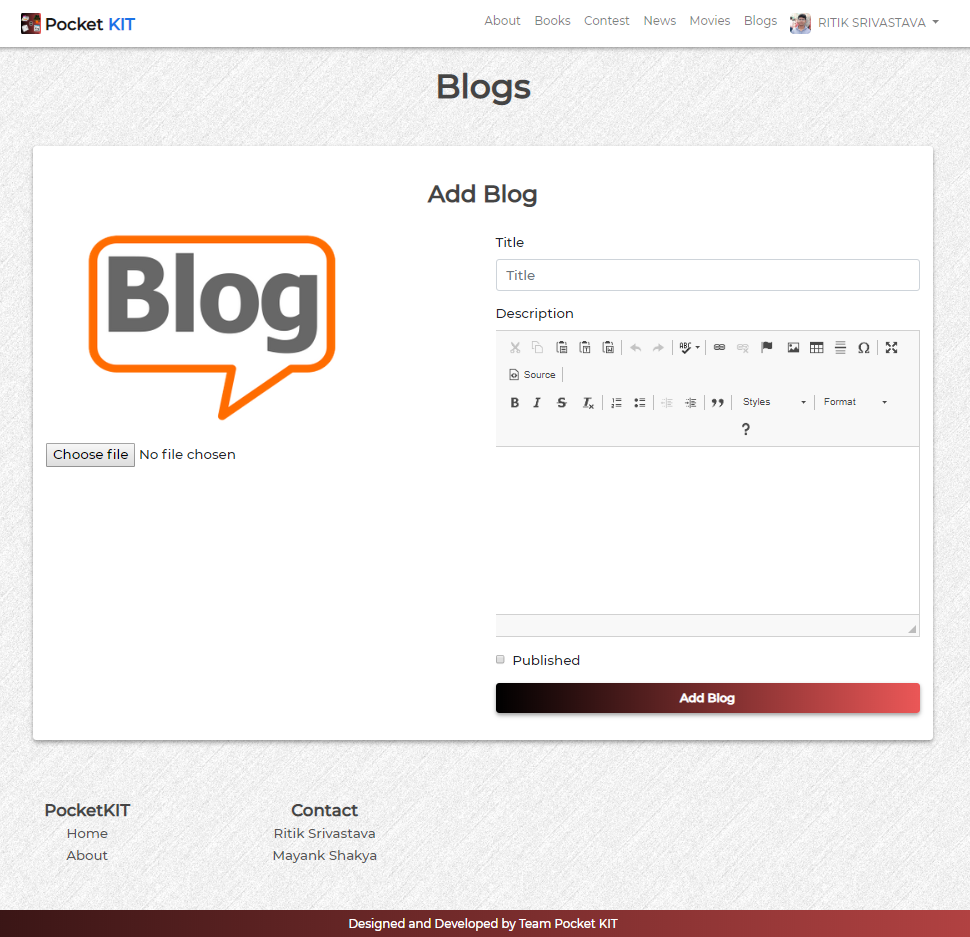 Pocket KIT
About Books Contest News Movies Blogs RITIK SRIVASTAVA
Blogs
Add Blog
Blog
Choose file No file chosen
Title
Title
Description
ABC
Source
B I S Tx
Styles Format
?
Published
Add Blog
PocketKIT
Home
About
Contact
Ritik Srivastava
Mayank Shakya
Designed and Developed by Team Pocket KIT